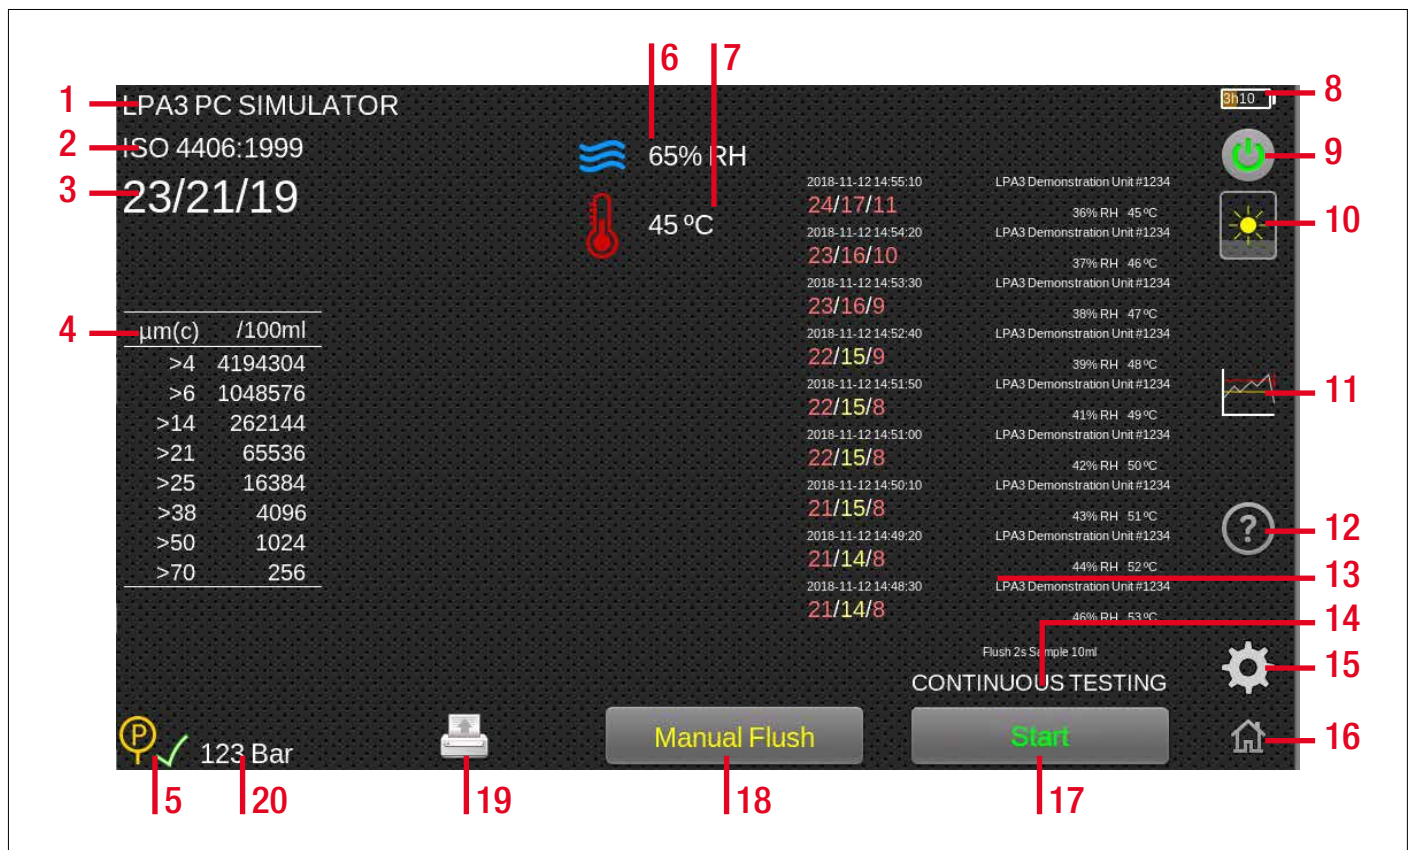 6 7
1 LPA3 PC SIMULATOR
3h10 8
2 ISO 4406:1999
65% RH
9
3 23/21/19
45 ºC
10
2018-11-12 14:55:10 LPA3 Demonstration Unit #1234
24/17/11 36% RH 45 ºC
2018-11-12 14:54:20 LPA3 Demonstration Unit #1234
23/16/10 37% RH 46 ºC
2018-11-12 14:53:30 LPA3 Demonstration Unit #1234
23/16/9 38% RH 47 ºC
2018-11-12 14:52:40 LPA3 Demonstration Unit #1234
22/15/9 39% RH 48 ºC
2018-11-12 14:51:50 LPA3 Demonstration Unit #1234
22/15/8 41% RH 49 ºC
2018-11-12 14:51:00 LPA3 Demonstration Unit #1234
22/15/8 42% RH 50 ºC
2018-11-12 14:50:10 LPA3 Demonstration Unit #1234
21/15/8 43% RH 51 ºC
2018-11-12 14:49:20 LPA3 Demonstration Unit #1234
21/14/8 44% RH 52 ºC
2018-11-12 14:48:30 LPA3 Demonstration Unit #1234
21/14/8 46% RH 53 ºC
4 µm(c) /100ml
>4 4194304
>6 1048576
>14 262144
>21 65536
>25 16384
>38 4096
>50 1024
>70 256
11
? 12
13
14
Flush 2s Sample 10ml
15
CONTINUOUS TESTING
P 123 Bar
Manual Flush
Start
16
5 20 19 18 17